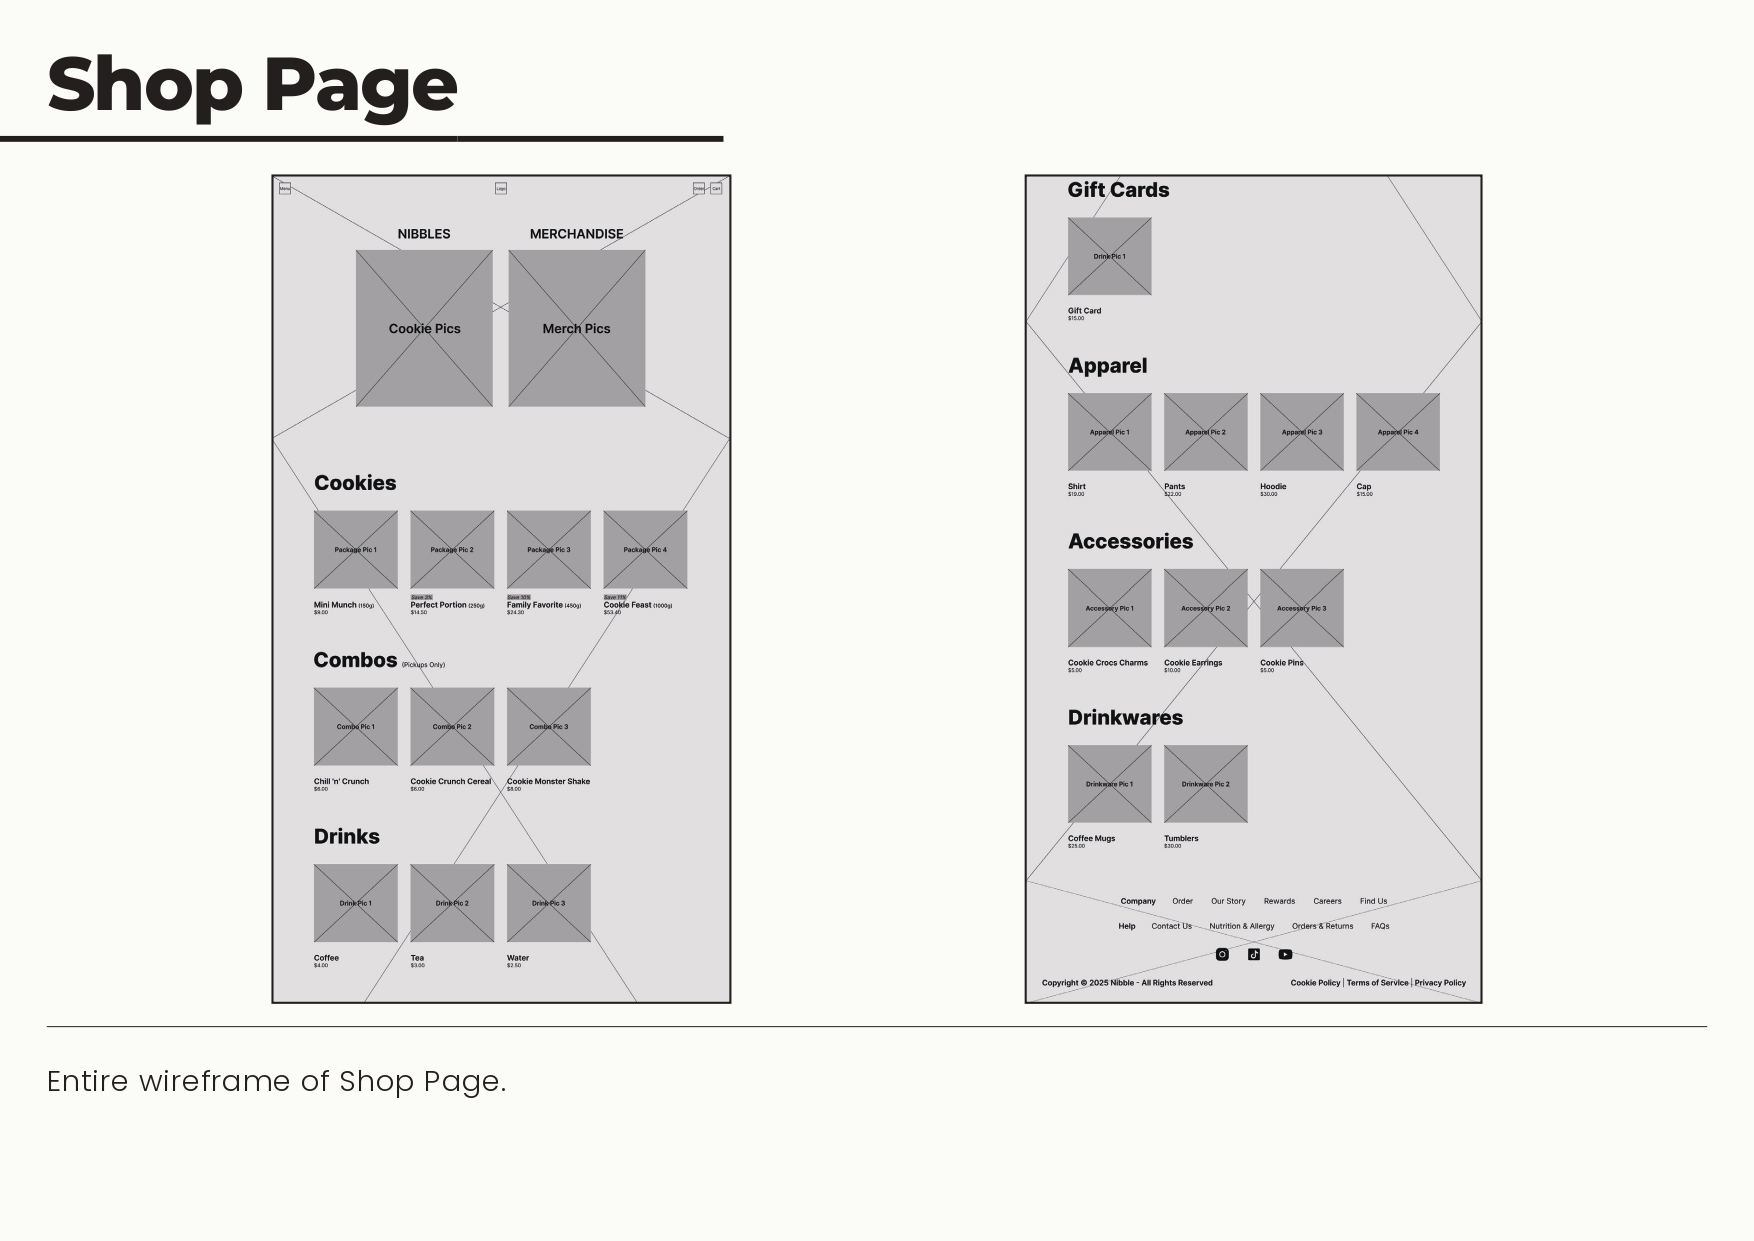 Shop Page
Menu Logo Order Cart
NIBBLES MERCHANDISE
Cookie Pics Merch Pics
Cookies
Package Pic 1 Package Pic 2 Package Pic 3 Package Pic 4
Save 3% Save 10% Save 11%
Mini Munch (150g) Perfect Portion (250g) Family Favorite (450g) Cookie Feast (1000g)
$9.00 $14.50 $24.30 $53.40
Combos (Pickups Only)
Combo Pic 1 Combo Pic 2 Combo Pic 3
Chill 'n' Crunch Cookie Crunch Cereal Cookie Monster Shake
$6.00 $6.00 $8.00
Drinks
Drink Pic 1 Drink Pic 2 Drink Pic 3
Coffee Tea Water
$4.00 $3.00 $2.50
Gift Cards
Drink Pic 1
Gift Card
$15.00
Apparel
Apparel Pic 1 Apparel Pic 2 Apparel Pic 3 Apparel Pic 4
Shirt Pants Hoodie Cap
$19.00 $22.00 $30.00 $15.00
Accessories
Accessory Pic 1 Accessory Pic 2 Accessory Pic 3
Cookie Crocs Charms Cookie Earrings Cookie Pins
$5.00 $10.00 $5.00
Drinkwares
Drinkware Pic 1 Drinkware Pic 2
Coffee Mugs Tumblers
$25.00 $30.00
Company Order Our Story Rewards Careers Find Us
Help Contact Us Nutrition & Allergy Orders & Returns FAQs
Copyright © 2025 Nibble - All Rights Reserved Cookie Policy | Terms of Service | Privacy Policy
Entire wireframe of Shop Page.